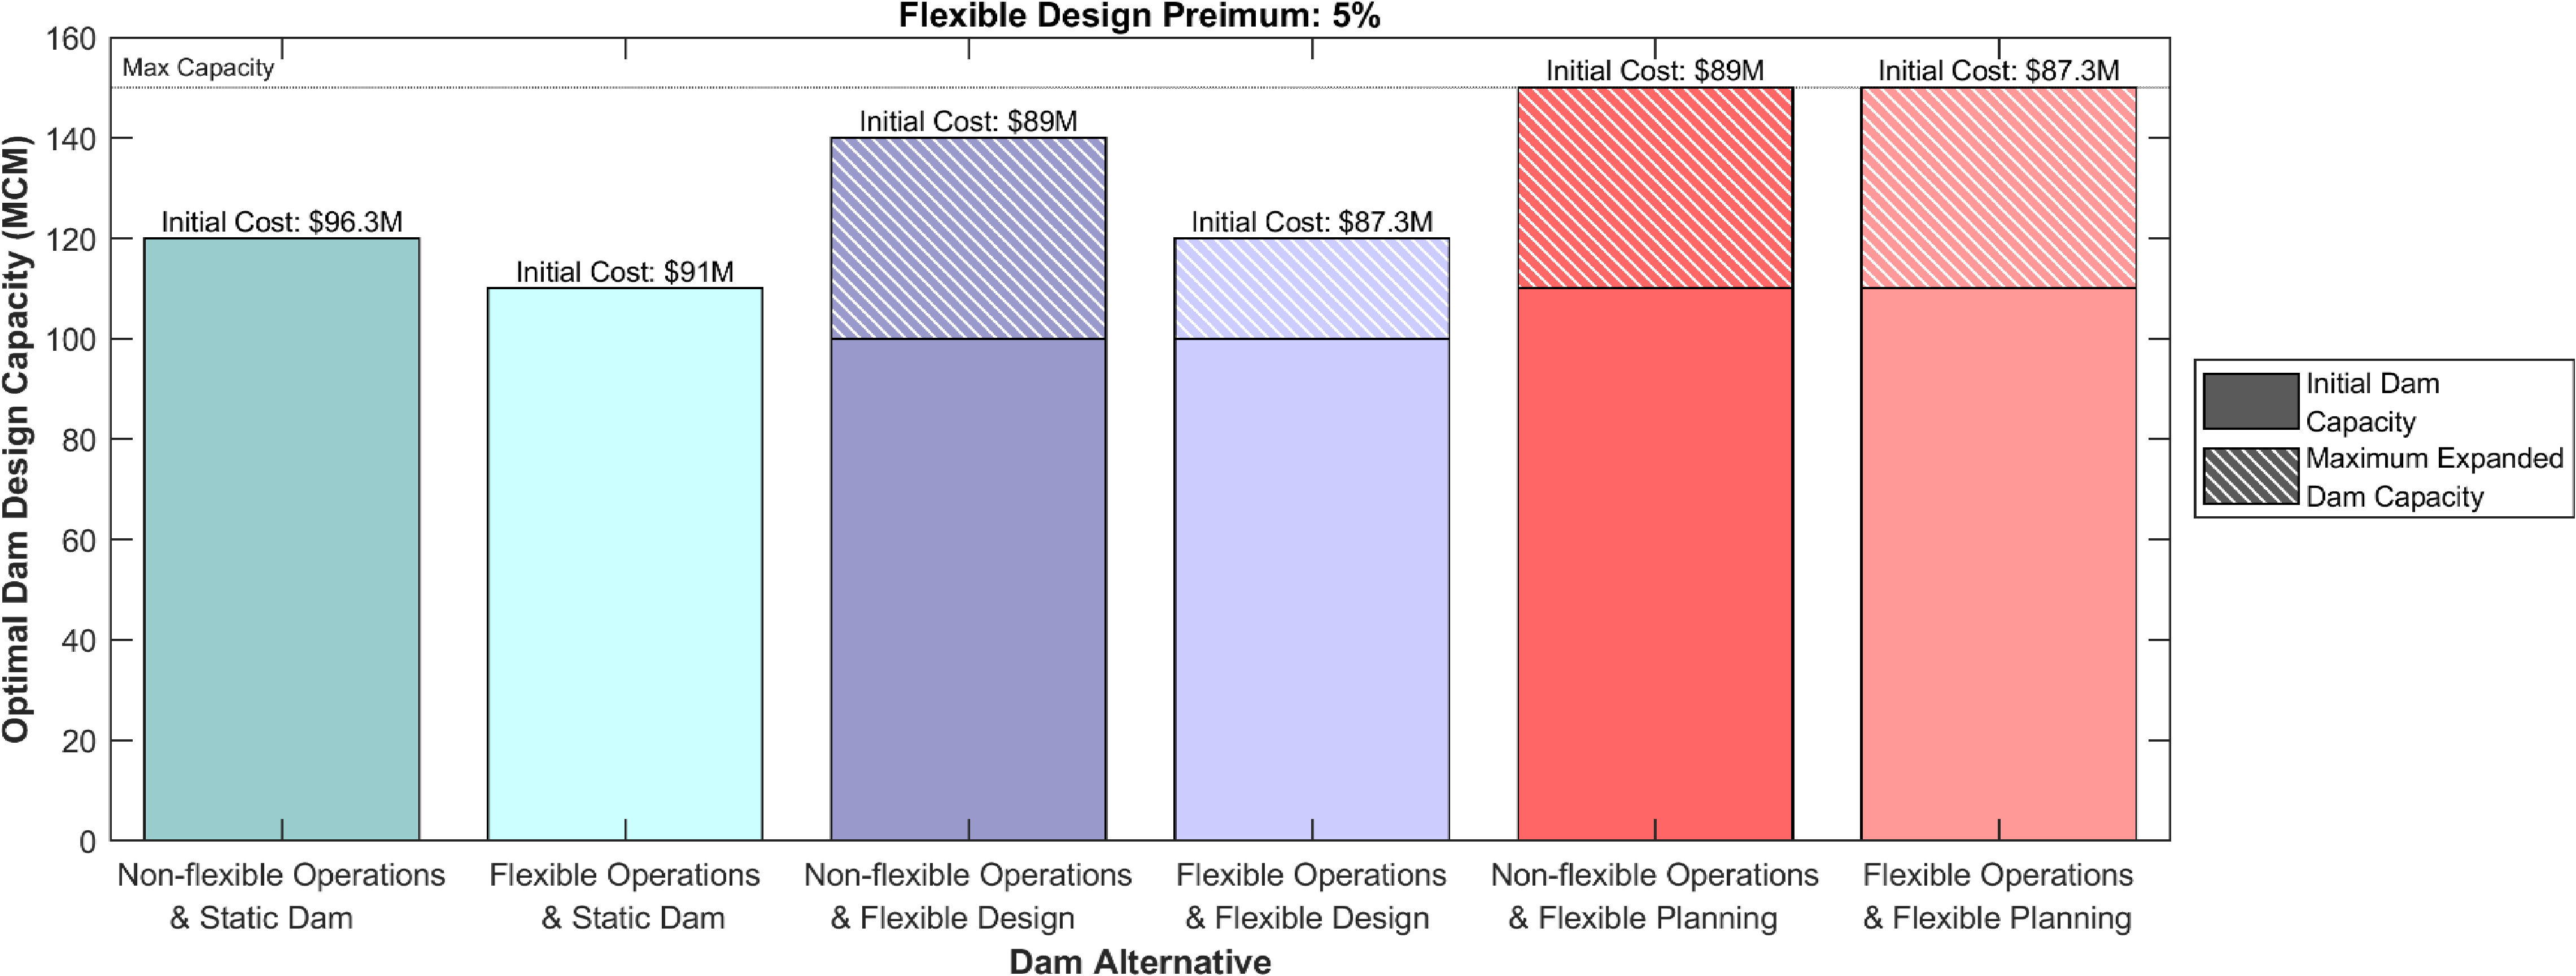 Flexible Design Preimum: 5%
160
140
120
100
80
60
40
20
0
Optimal Dam Design Capacity (MCM)
Max Capacity
Initial Cost: $96.3M
Initial Cost: $91M
Initial Cost: $89M
Initial Cost: $87.3M
Initial Cost: $89M
Initial Cost: $87.3M
Non-flexible Operations
& Static Dam
Flexible Operations
& Static Dam
Non-flexible Operations
& Flexible Design
Flexible Operations
& Flexible Design
Non-flexible Operations
& Flexible Planning
Flexible Operations
& Flexible Planning
Dam Alternative
Initial Dam
Capacity
Maximum Expanded
Dam Capacity